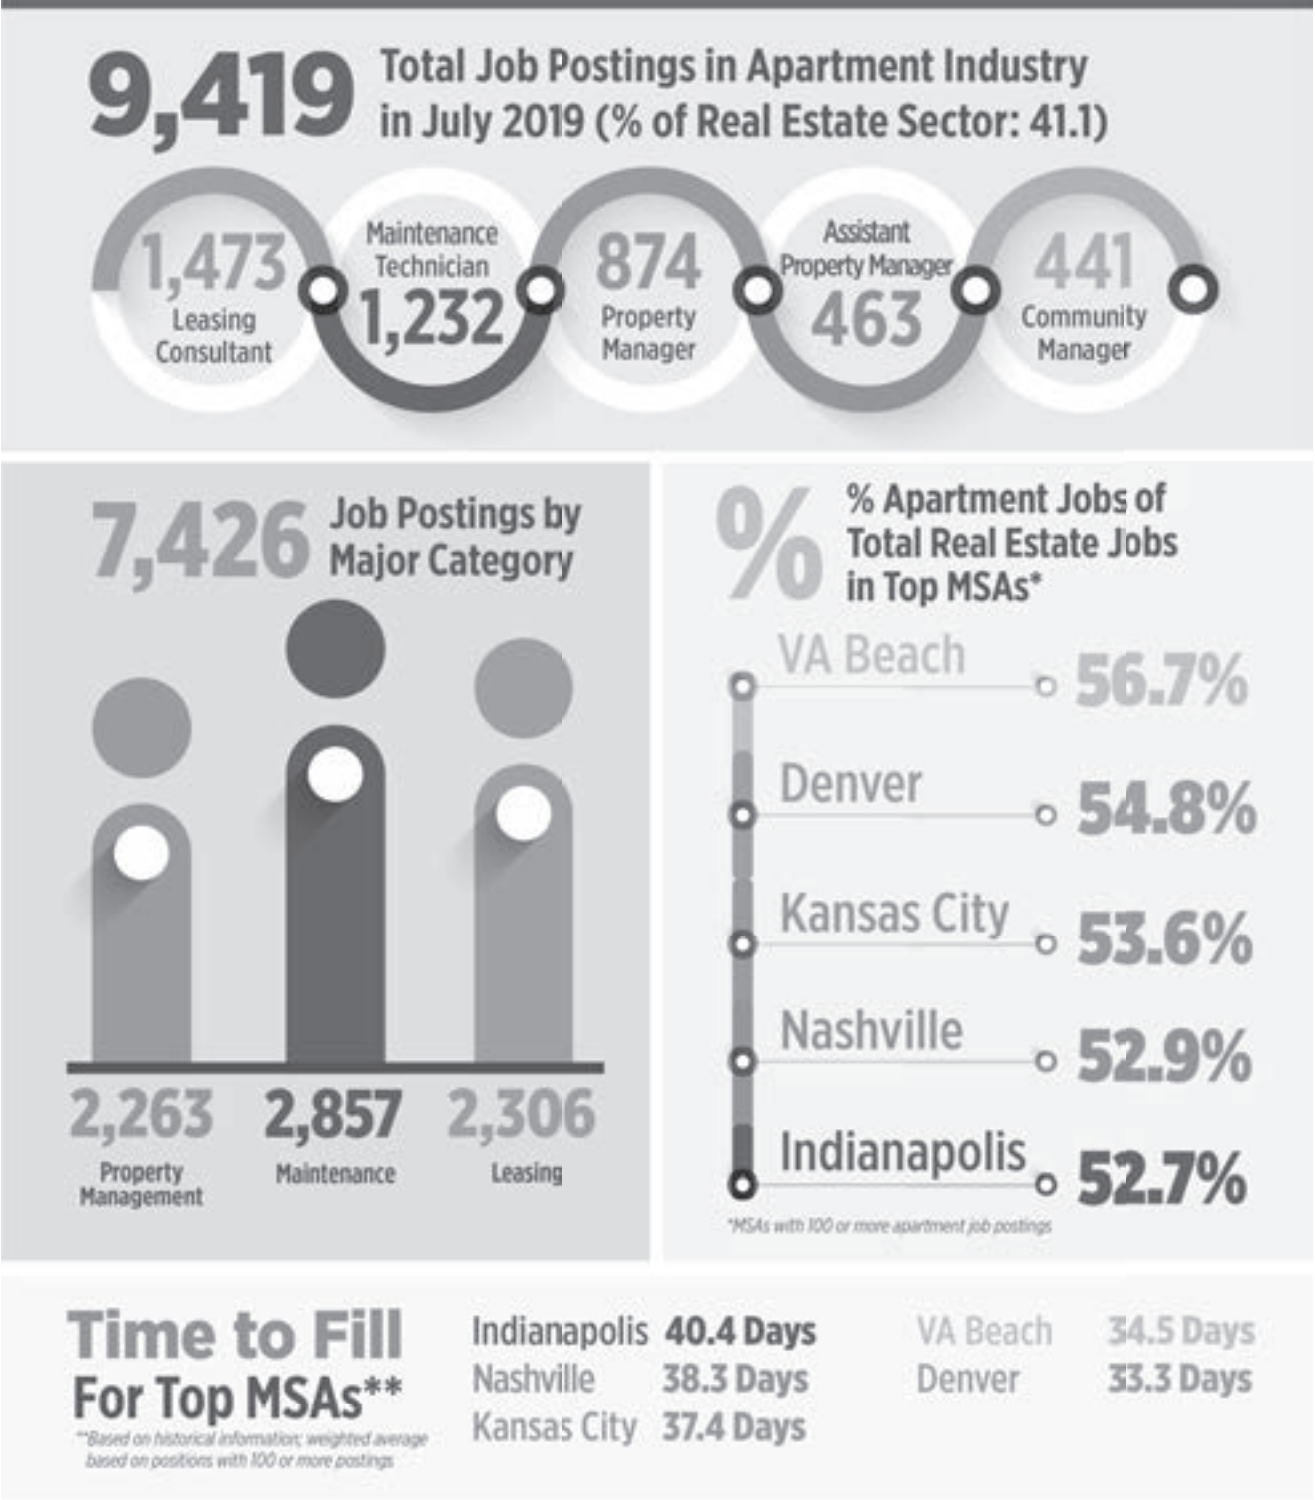 9,419
Total Job Postings in Apartment Industry
in July 2019 (% of Real Estate Sector: 41.1)
1,473
Leasing
Consultant
Maintenance
Technician
1,232
874
Property
Manager
Assistant
Property Manager
463
441
Community
Manager
7,426
Job Postings by
Major Category
2,263
Property
Management
2,857
Maintenance
2,306
Leasing
%
% Apartment Jobs of
Total Real Estate Jobs
in Top MSAs*
VA Beach 56.7%
Denver 54.8%
Kansas City 53.6%
Nashville 52.9%
Indianapolis 52.7%
*MSAs with 100 or more apartment job postings
Time to Fill
For Top MSAs**
**Based on historical information; weighted average
based on positions with 100 or more postings
Indianapolis 40.4 Days
Nashville 38.3 Days
Kansas City 37.4 Days
VA Beach 34.5 Days
Denver 33.3 Days